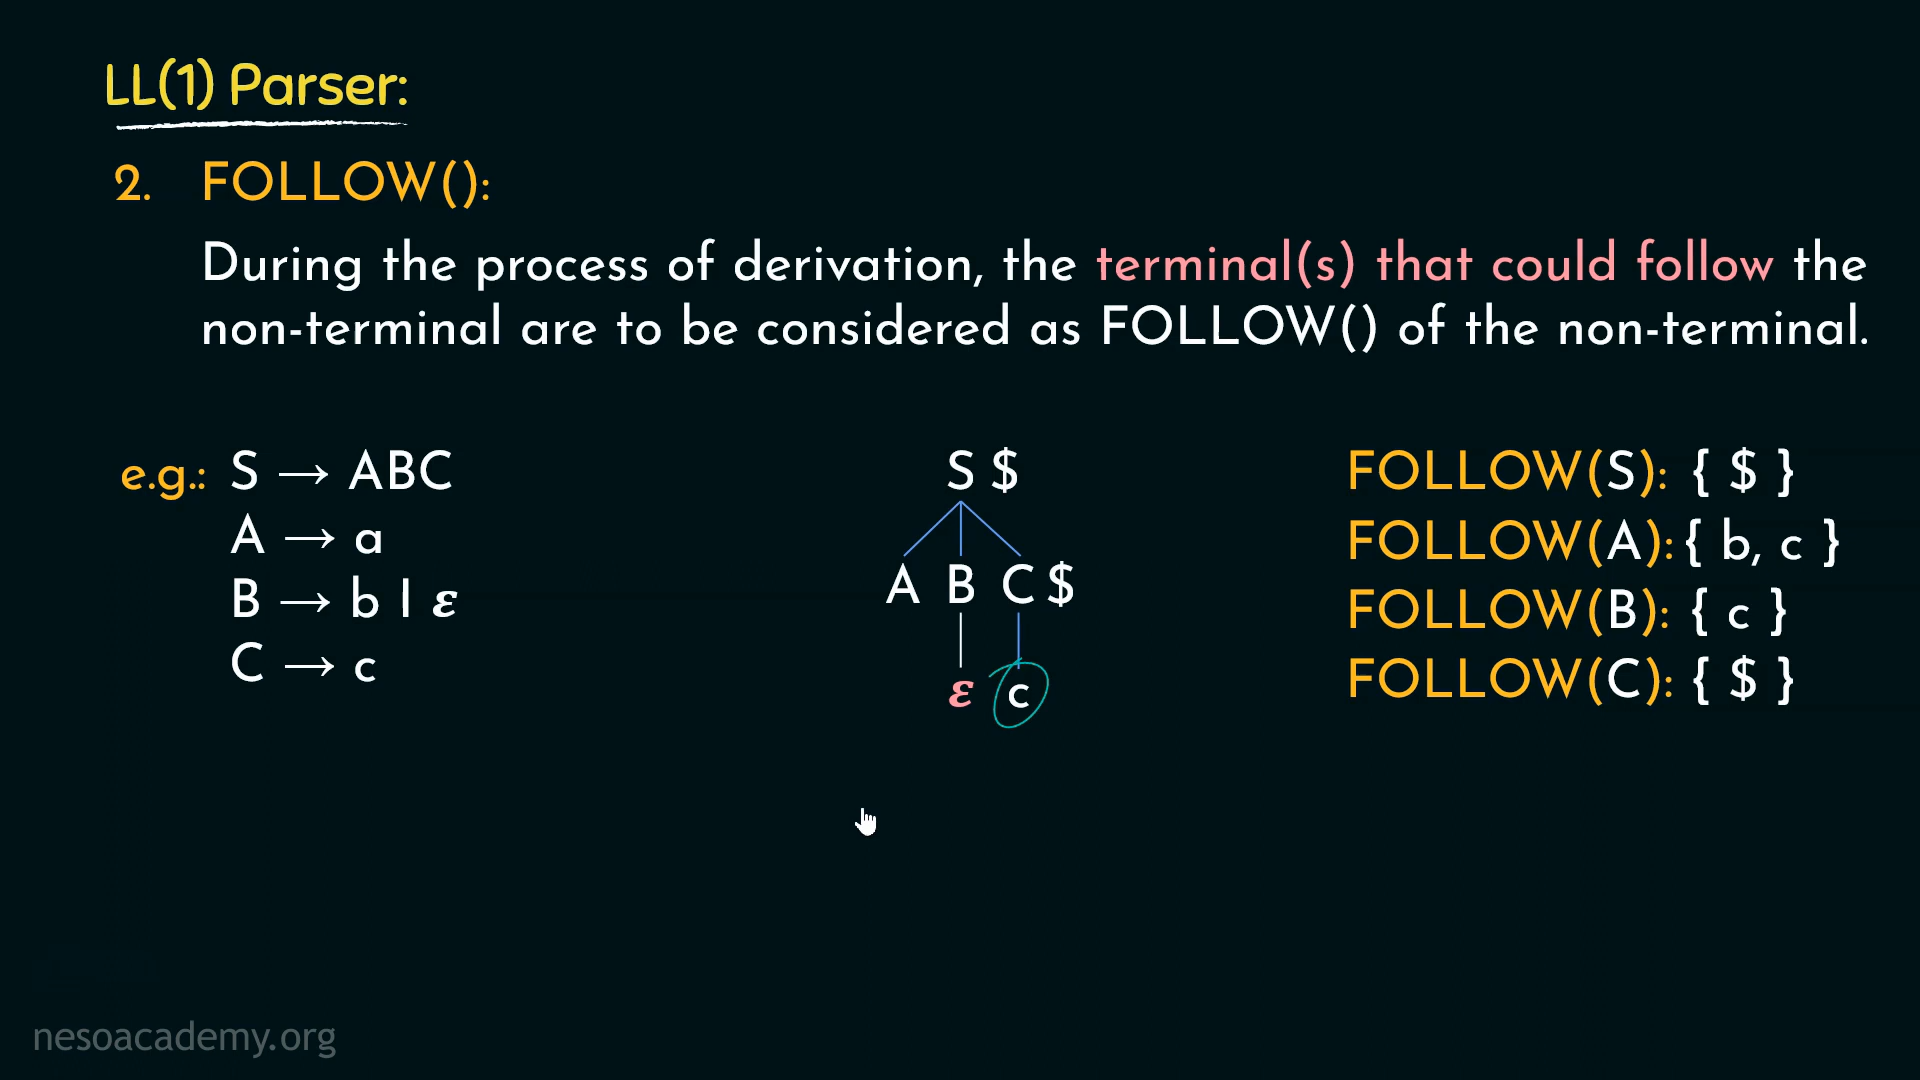 LL(1) Parser:
2. FOLLOW():
During the process of derivation, the terminal(s) that could follow the
non-terminal are to be considered as FOLLOW() of the non-terminal.
e.g.: S → ABC
A → a
B → b | ε
C → c
S $
A B C $
ε c
FOLLOW(S): { $ }
FOLLOW(A): { b, c }
FOLLOW(B): { c }
FOLLOW(C): { $ }
nesoacademy.org